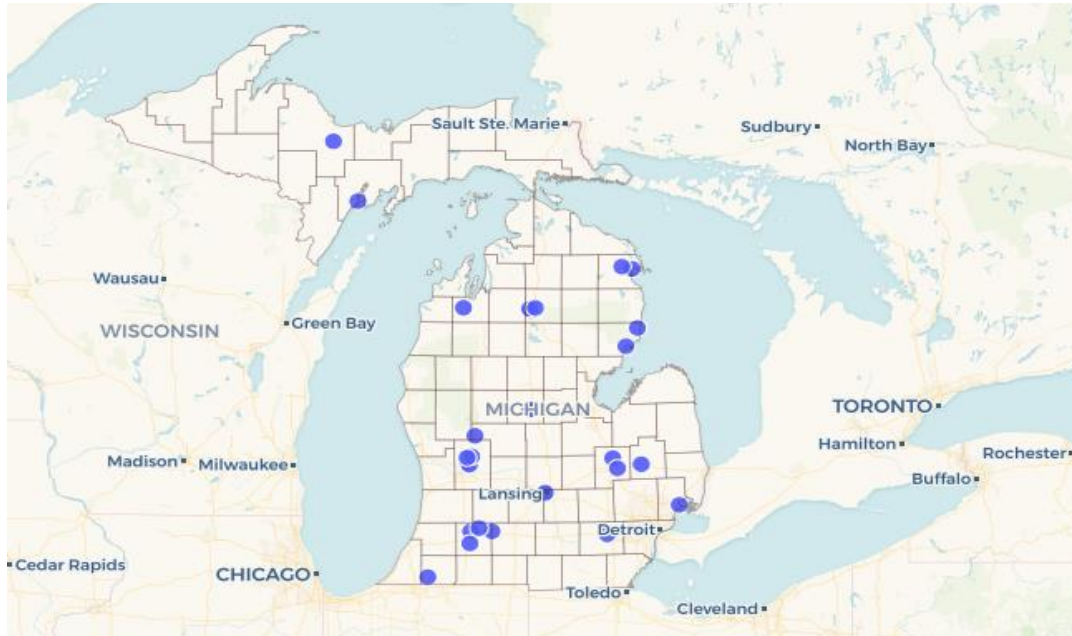 Sault Ste. Marie
Sudbury
North Bay
Wausau
WISCONSIN
Green Bay
MICHIGAN
TORONTO
Hamilton
Rochester
Madison
Milwaukee
Buffalo
Lansing
Detroit
Cedar Rapids
CHICAGO
Toledo
Cleveland